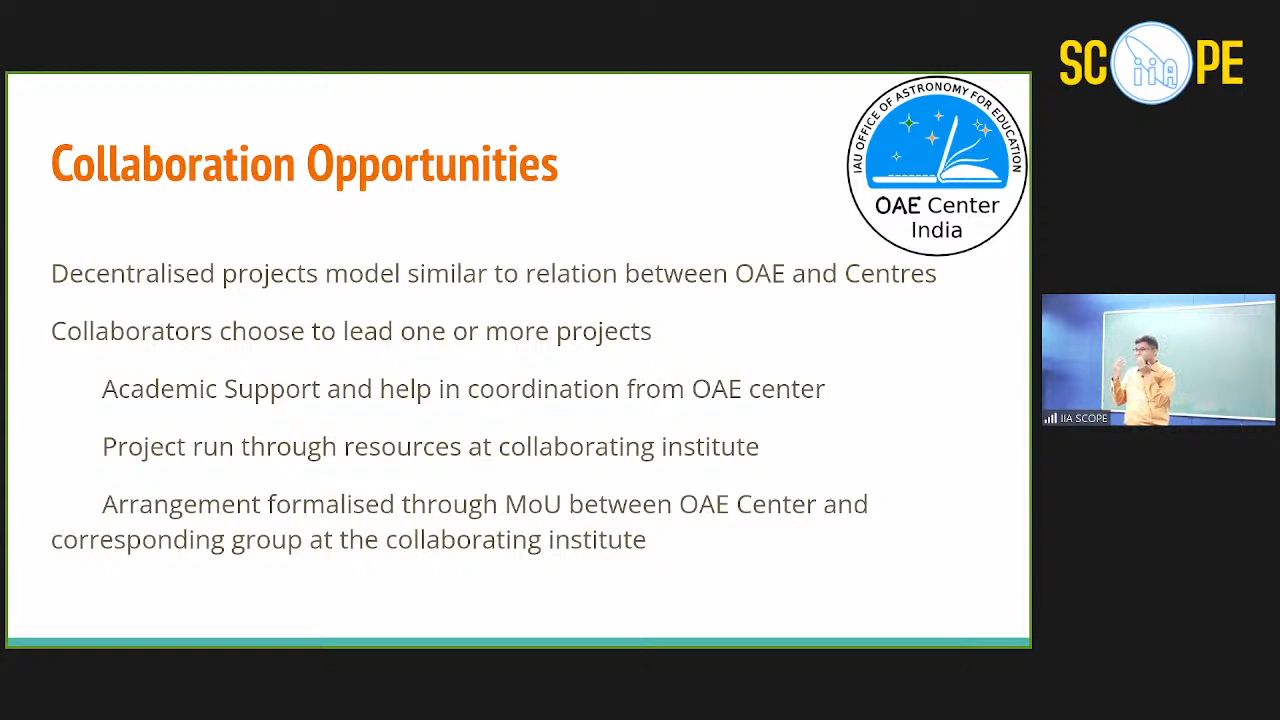 SC iiA PE
IAU OFFICE OF ASTRONOMY FOR EDUCATION
OAE Center
India
Collaboration Opportunities
Decentralised projects model similar to relation between OAE and Centres
Collaborators choose to lead one or more projects
Academic Support and help in coordination from OAE center
Project run through resources at collaborating institute
Arrangement formalised through MoU between OAE Center and
corresponding group at the collaborating institute
IIA SCOPE